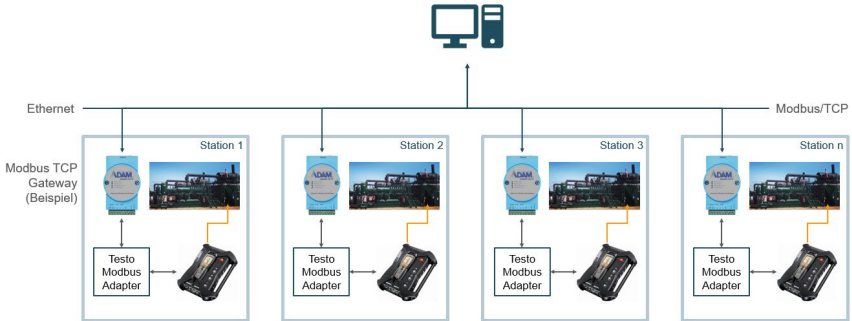 Ethernet
Modbus/TCP
Station 1
Station 2
Station 3
Station n
Modbus TCP
Gateway
(Beispiel)
ADAM
ADAM
ADAM
ADAM
Testo
Modbus
Adapter
Testo
Modbus
Adapter
Testo
Modbus
Adapter
Testo
Modbus
Adapter